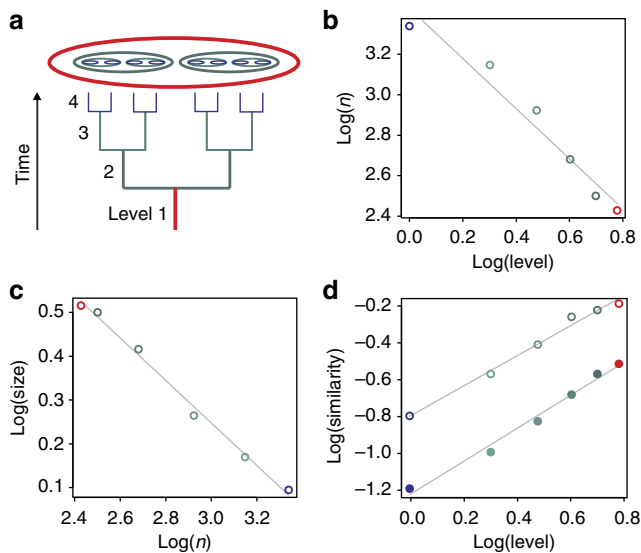 a
4
3
2
Level 1
Time
b
3.2
3.0
2.8
2.6
2.4
Log(n)
0.0
0.2
0.4
0.6
0.8
Log(level)
c
0.5
0.4
0.3
0.2
0.1
Log(size)
2.4
2.6
2.8
3.0
3.2
Log(n)
d
−0.2
−0.4
−0.6
−0.8
−1.0
−1.2
Log(similarity)
0.0
0.2
0.4
0.6
0.8
Log(level)